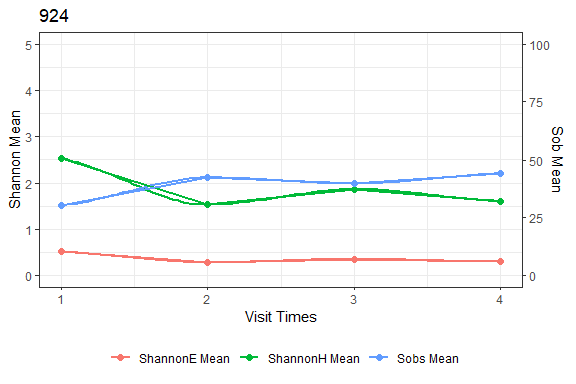 924
5
4
3
2
1
0
Shannon Mean
100
75
50
25
0
Sob Mean
1 2 3 4
Visit Times
ShannonE Mean ShannonH Mean Sobs Mean